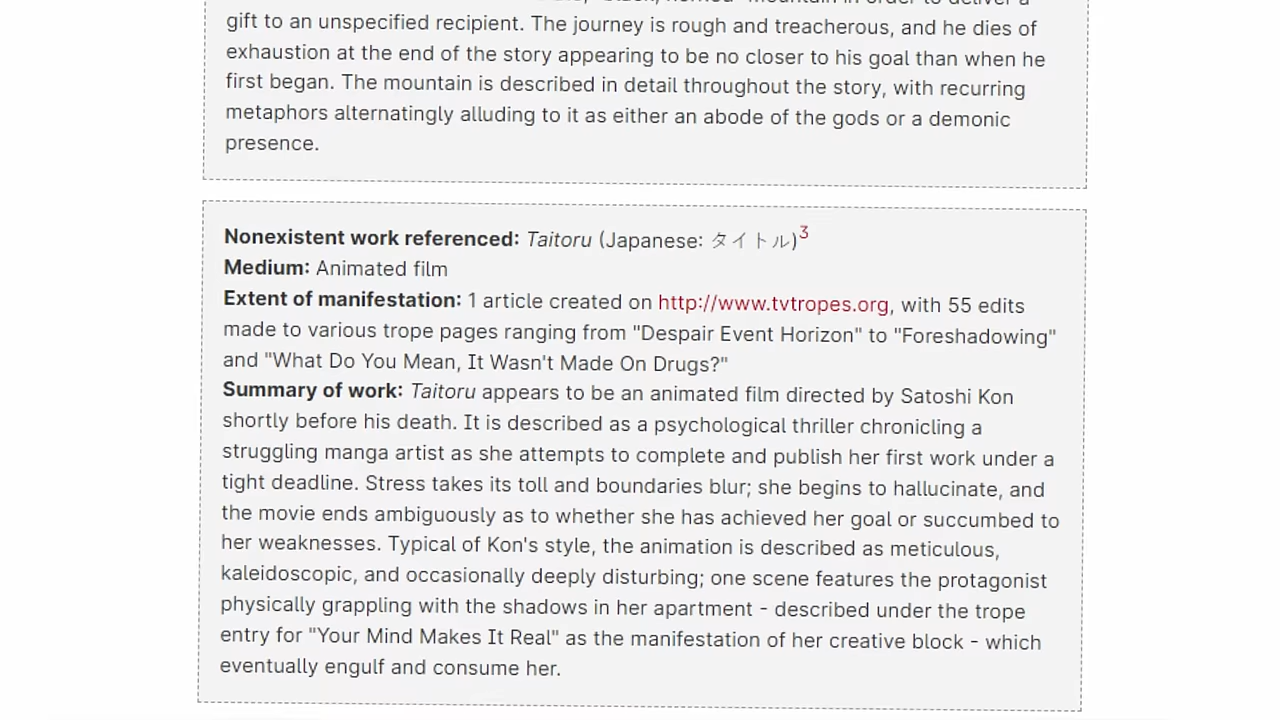 gift to an unspecified recipient. The journey is rough and treacherous, and he dies of
exhaustion at the end of the story appearing to be no closer to his goal than when he
first began. The mountain is described in detail throughout the story, with recurring
metaphors alternatingly alluding to it as either an abode of the gods or a demonic
presence.
Nonexistent work referenced: Taitoru (Japanese: タイトル)3
Medium: Animated film
Extent of manifestation: 1 article created on http://www.tvtropes.org, with 55 edits
made to various trope pages ranging from "Despair Event Horizon" to "Foreshadowing"
and "What Do You Mean, It Wasn't Made On Drugs?"
Summary of work: Taitoru appears to be an animated film directed by Satoshi Kon
shortly before his death. It is described as a psychological thriller chronicling a
struggling manga artist as she attempts to complete and publish her first work under a
tight deadline. Stress takes its toll and boundaries blur; she begins to hallucinate, and
the movie ends ambiguously as to whether she has achieved her goal or succumbed to
her weaknesses. Typical of Kon's style, the animation is described as meticulous,
kaleidoscopic, and occasionally deeply disturbing; one scene features the protagonist
physically grappling with the shadows in her apartment - described under the trope
entry for "Your Mind Makes It Real" as the manifestation of her creative block - which
eventually engulf and consume her.